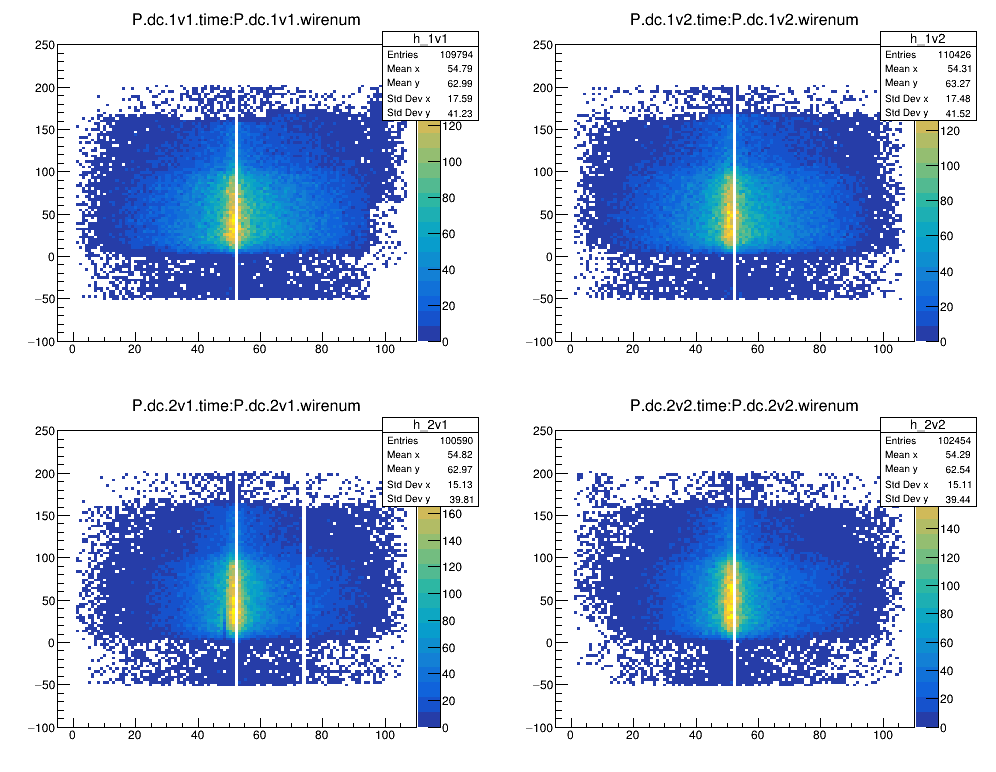 P.dc.1v1.time:P.dc.1v1.wirenum
h_1v1
Entries 109794
Mean x 54.79
Mean y 62.99
Std Dev x 17.59
Std Dev y 41.23
250
200
150
100
50
0
−50
−100
0 20 40 60 80 100
120
100
80
60
40
20
0
P.dc.1v2.time:P.dc.1v2.wirenum
h_1v2
Entries 110426
Mean x 54.31
Mean y 63.27
Std Dev x 17.48
Std Dev y 41.52
250
200
150
100
50
0
−50
−100
0 20 40 60 80 100
120
100
80
60
40
20
0
P.dc.2v1.time:P.dc.2v1.wirenum
h_2v1
Entries 100590
Mean x 54.82
Mean y 62.97
Std Dev x 15.13
Std Dev y 39.81
250
200
150
100
50
0
−50
−100
0 20 40 60 80 100
160
140
120
100
80
60
40
20
0
P.dc.2v2.time:P.dc.2v2.wirenum
h_2v2
Entries 102454
Mean x 54.29
Mean y 62.54
Std Dev x 15.11
Std Dev y 39.44
250
200
150
100
50
0
−50
−100
0 20 40 60 80 100
140
120
100
80
60
40
20
0